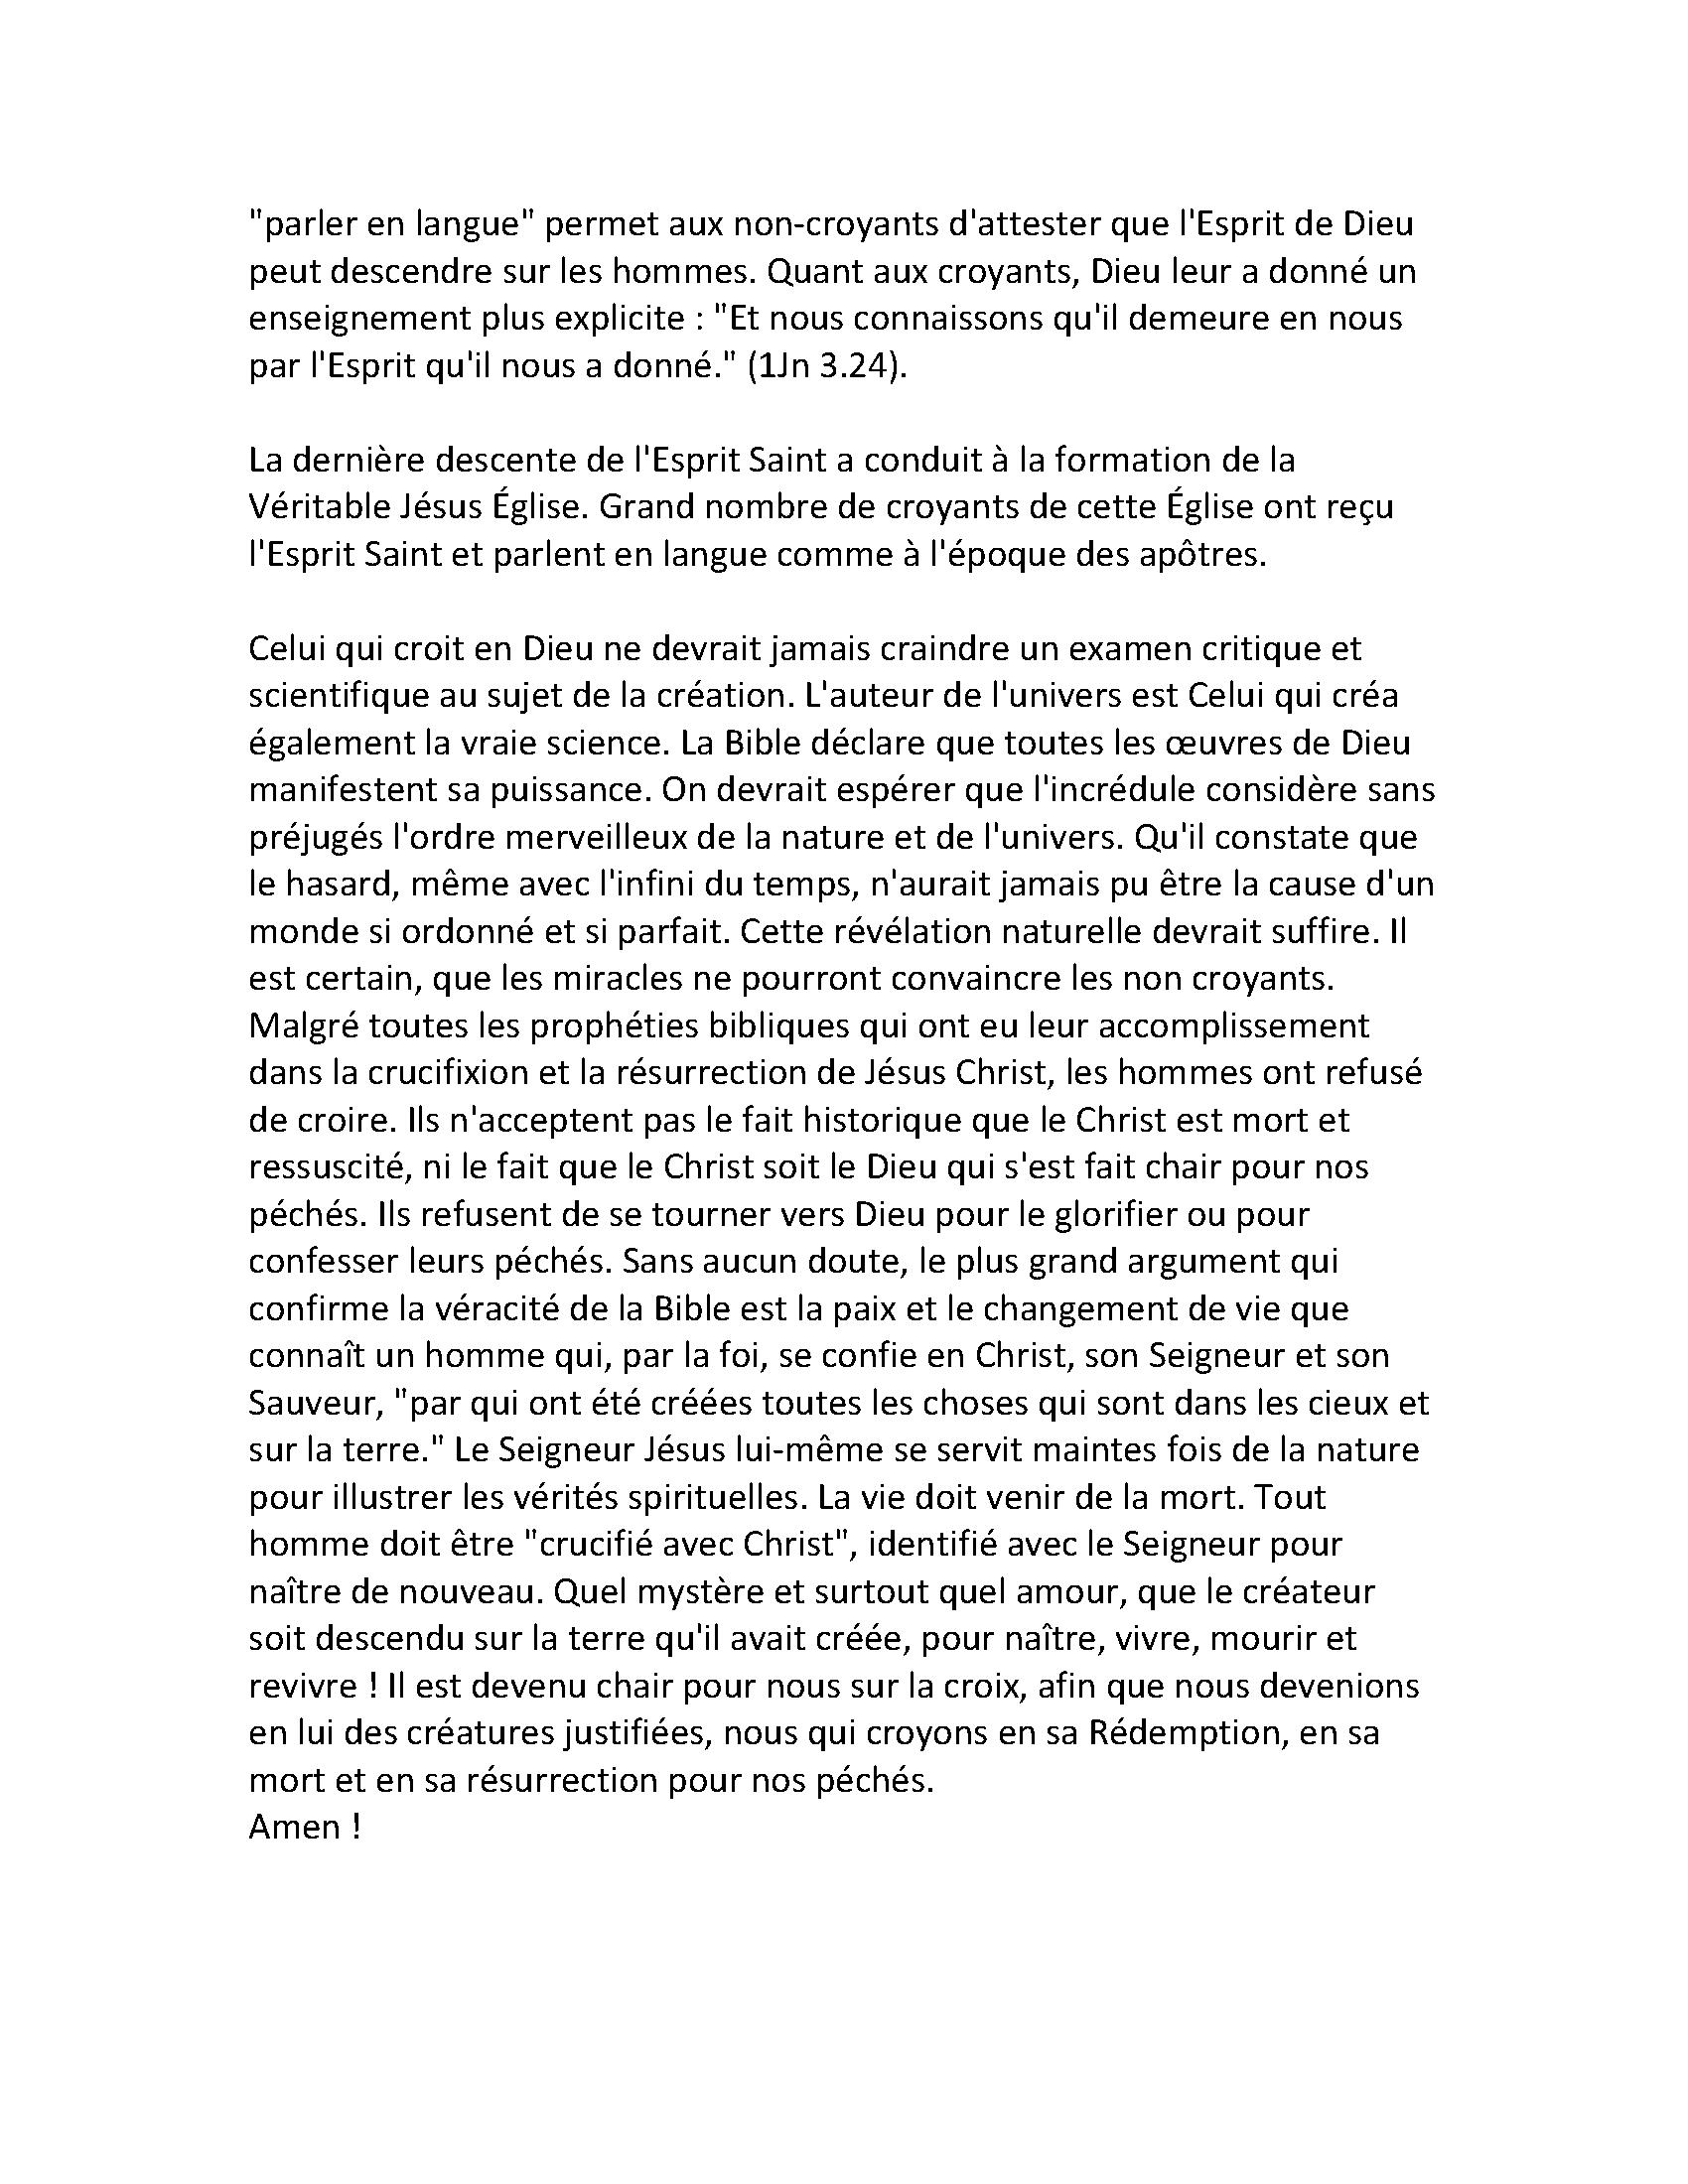 "parler en langue" permet aux non-croyants d'attester que l'Esprit de Dieu
peut descendre sur les hommes. Quant aux croyants, Dieu leur a donné un
enseignement plus explicite : "Et nous connaissons qu'il demeure en nous
par l'Esprit qu'il nous a donné." (1Jn 3.24).
La dernière descente de l'Esprit Saint a conduit à la formation de la
Véritable Jésus Église. Grand nombre de croyants de cette Église ont reçu
l'Esprit Saint et parlent en langue comme à l'époque des apôtres.
Celui qui croit en Dieu ne devrait jamais craindre un examen critique et
scientifique au sujet de la création. L'auteur de l'univers est Celui qui créa
également la vraie science. La Bible déclare que toutes les œuvres de Dieu
manifestent sa puissance. On devrait espérer que l'incrédule considère sans
préjugés l'ordre merveilleux de la nature et de l'univers. Qu'il constate que
le hasard, même avec l'infini du temps, n'aurait jamais pu être la cause d'un
monde si ordonné et si parfait. Cette révélation naturelle devrait suffire. Il
est certain, que les miracles ne pourront convaincre les non croyants.
Malgré toutes les prophéties bibliques qui ont eu leur accomplissement
dans la crucifixion et la résurrection de Jésus Christ, les hommes ont refusé
de croire. Ils n'acceptent pas le fait historique que le Christ est mort et
ressuscité, ni le fait que le Christ soit le Dieu qui s'est fait chair pour nos
péchés. Ils refusent de se tourner vers Dieu pour le glorifier ou pour
confesser leurs péchés. Sans aucun doute, le plus grand argument qui
confirme la véracité de la Bible est la paix et le changement de vie que
connaît un homme qui, par la foi, se confie en Christ, son Seigneur et son
Sauveur, "par qui ont été créées toutes les choses qui sont dans les cieux et
sur la terre." Le Seigneur Jésus lui-même se servit maintes fois de la nature
pour illustrer les vérités spirituelles. La vie doit venir de la mort. Tout
homme doit être "crucifié avec Christ", identifié avec le Seigneur pour
naître de nouveau. Quel mystère et surtout quel amour, que le créateur
soit descendu sur la terre qu'il avait créée, pour naître, vivre, mourir et
revivre ! Il est devenu chair pour nous sur la croix, afin que nous devenions
en lui des créatures justifiées, nous qui croyons en sa Rédemption, en sa
mort et en sa résurrection pour nos péchés.
Amen !